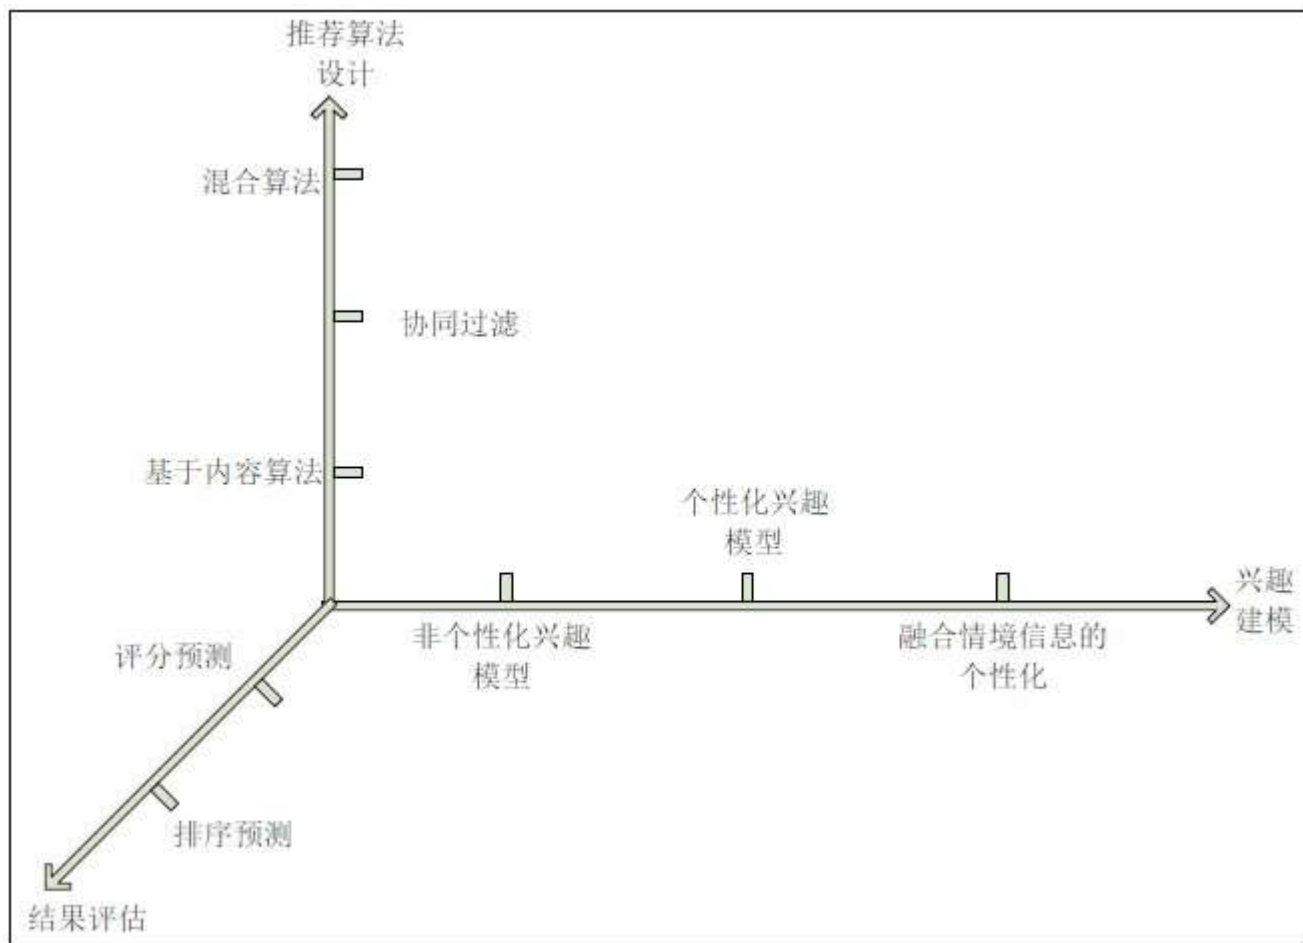 推荐算法
设计
混合算法
协同过滤
基于内容算法
个性化兴趣
模型
兴趣
建模
非个性化兴趣
模型
融合情境信息的
个性化
评分预测
排序预测
结果评估